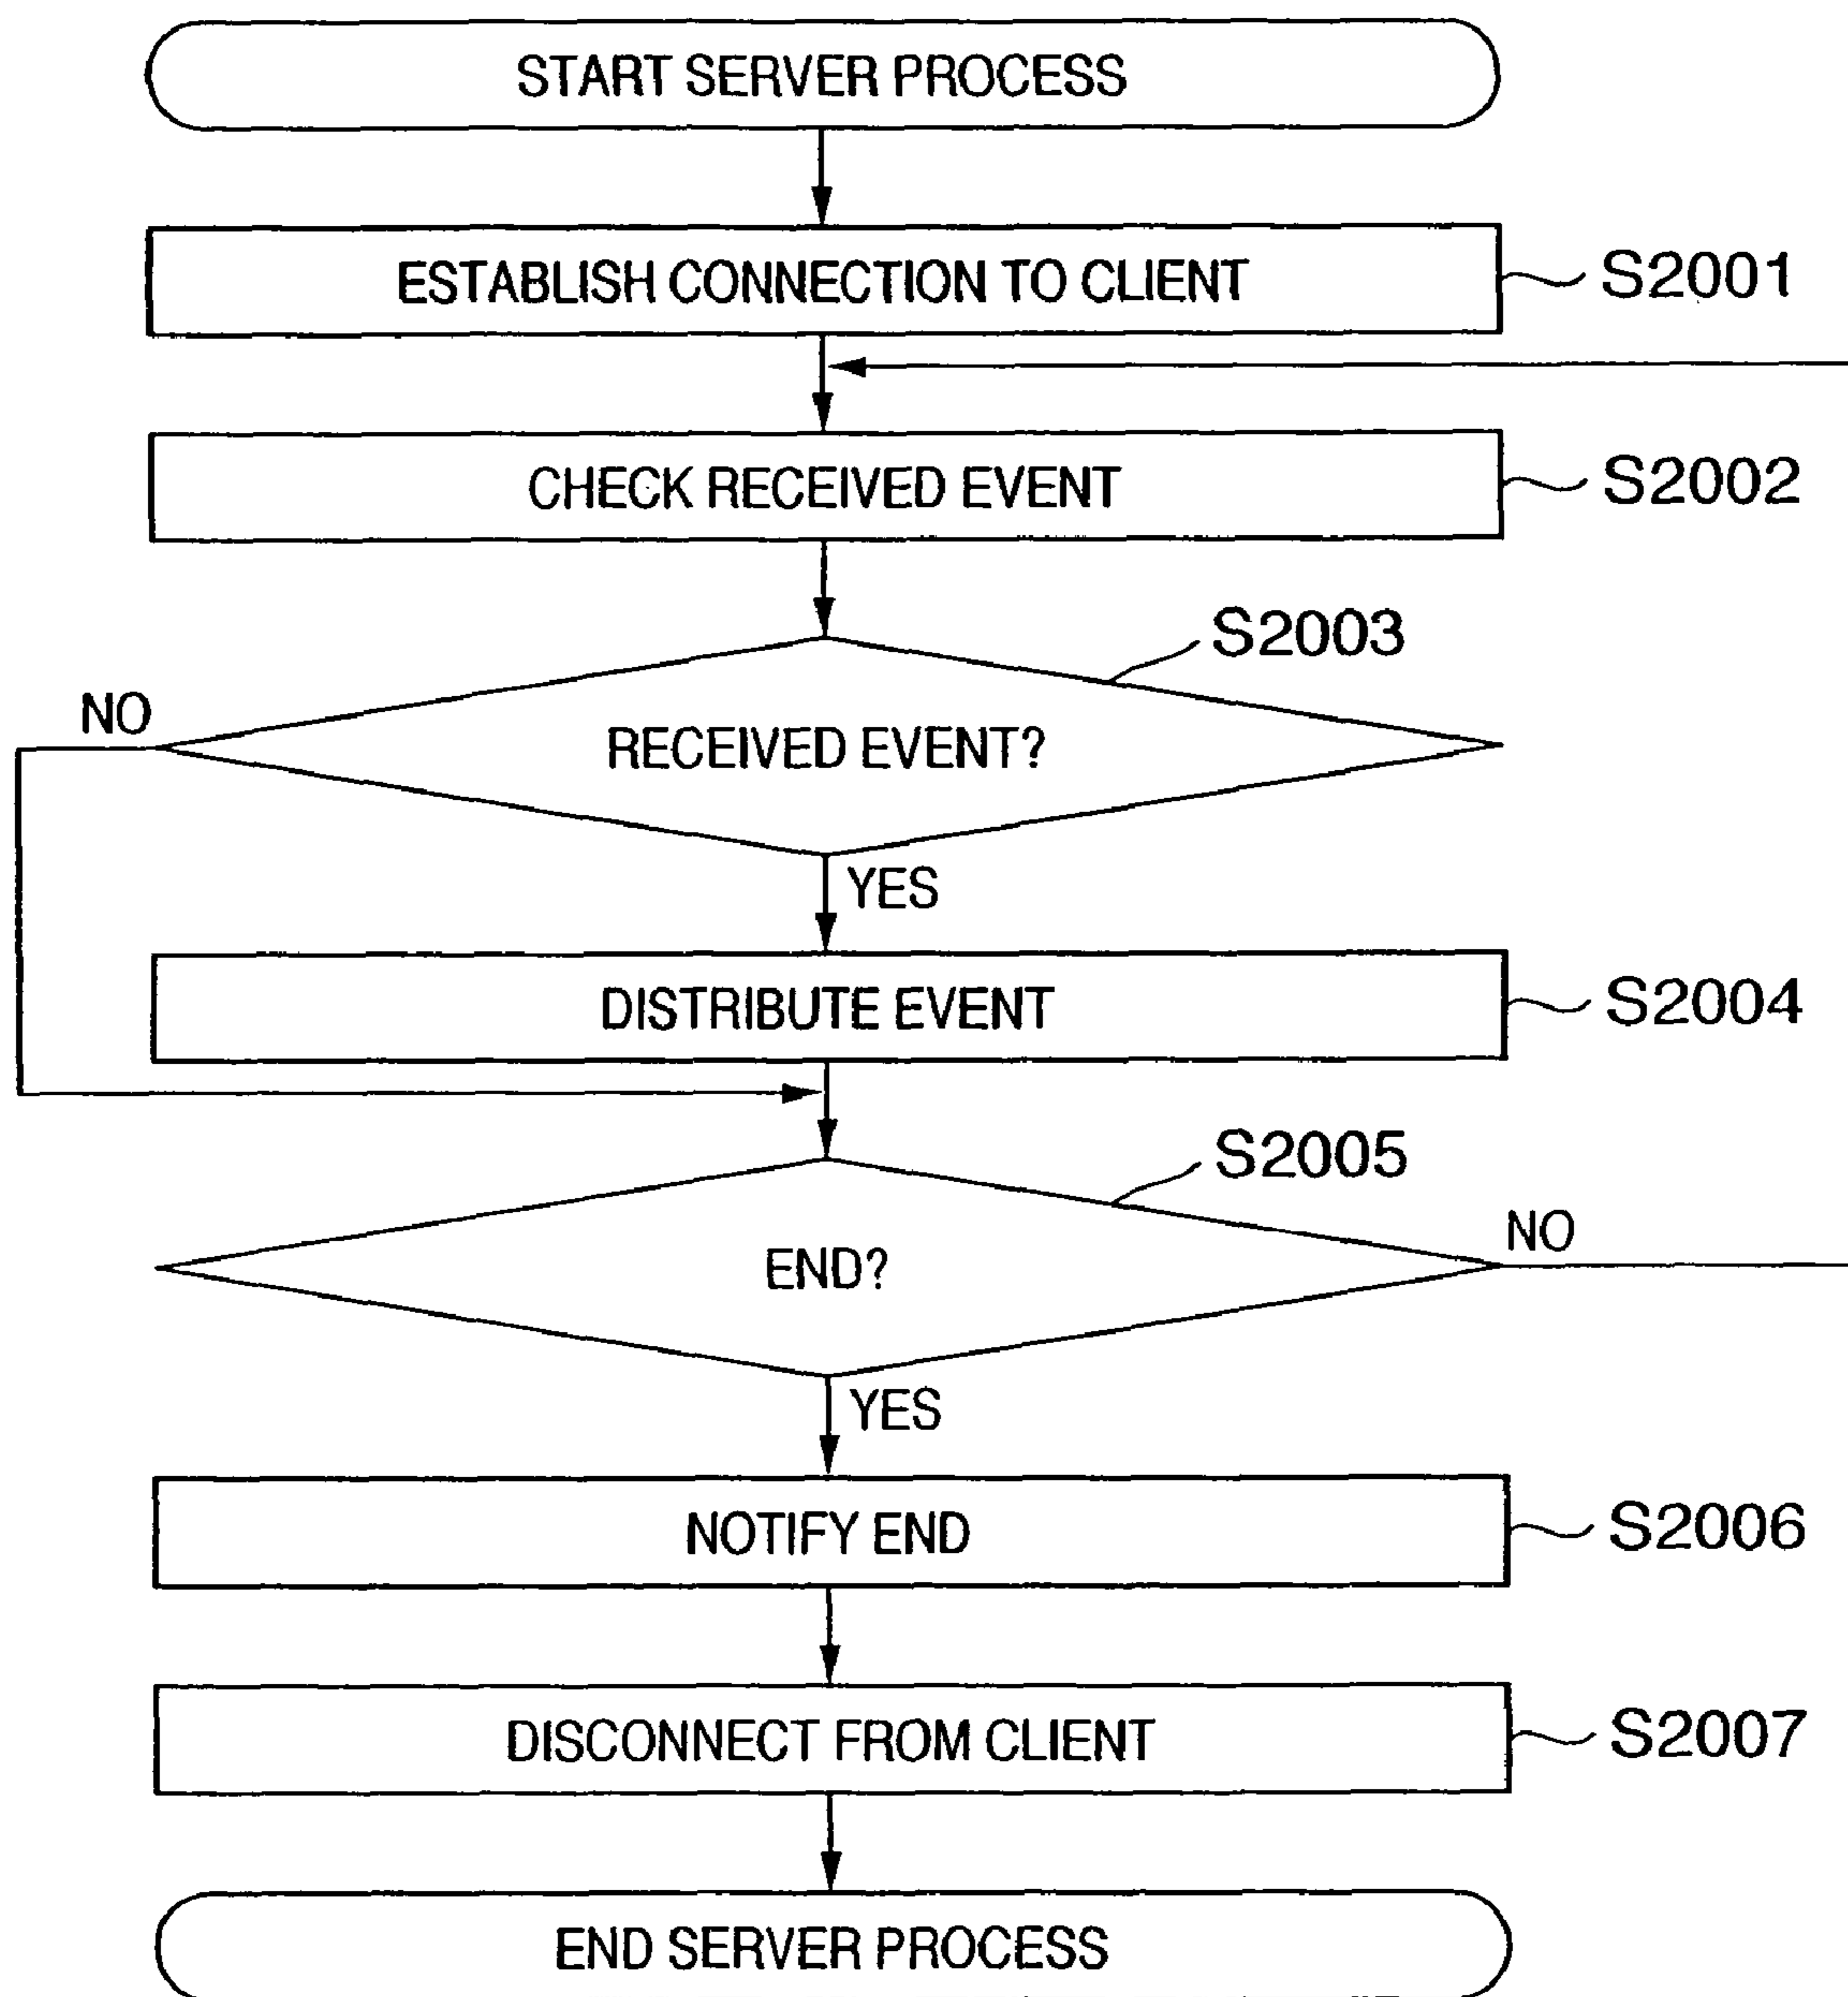 START SERVER PROCESS
ESTABLISH CONNECTION TO CLIENT
S2001
CHECK RECEIVED EVENT
S2002
S2003
NO
RECEIVED EVENT?
YES
DISTRIBUTE EVENT
S2004
S2005
NO
END?
YES
NOTIFY END
S2006
DISCONNECT FROM CLIENT
S2007
END SERVER PROCESS